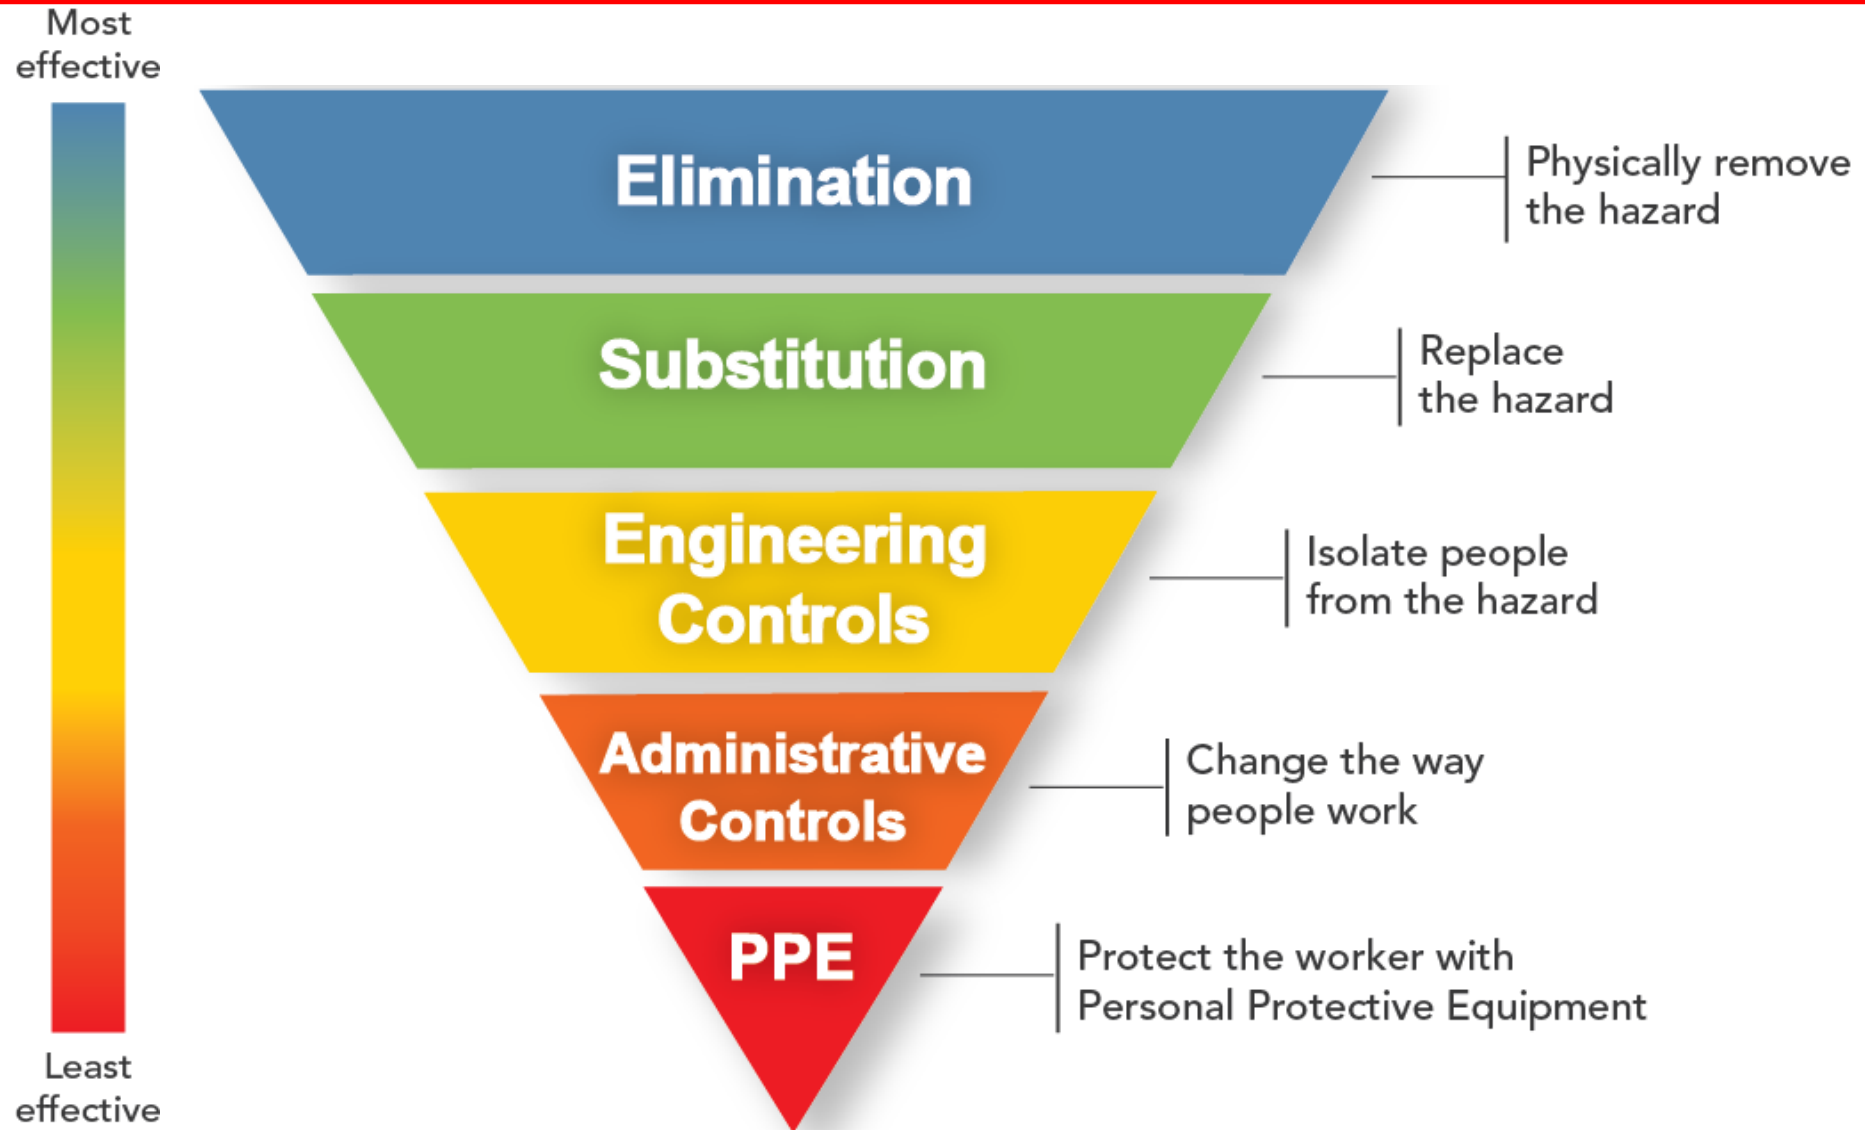 Most
effective
Elimination
Physically remove
the hazard
Substitution
Replace
the hazard
Engineering
Controls
Isolate people
from the hazard
Administrative
Controls
Change the way
people work
PPE
Protect the worker with
Personal Protective Equipment
Least
effective